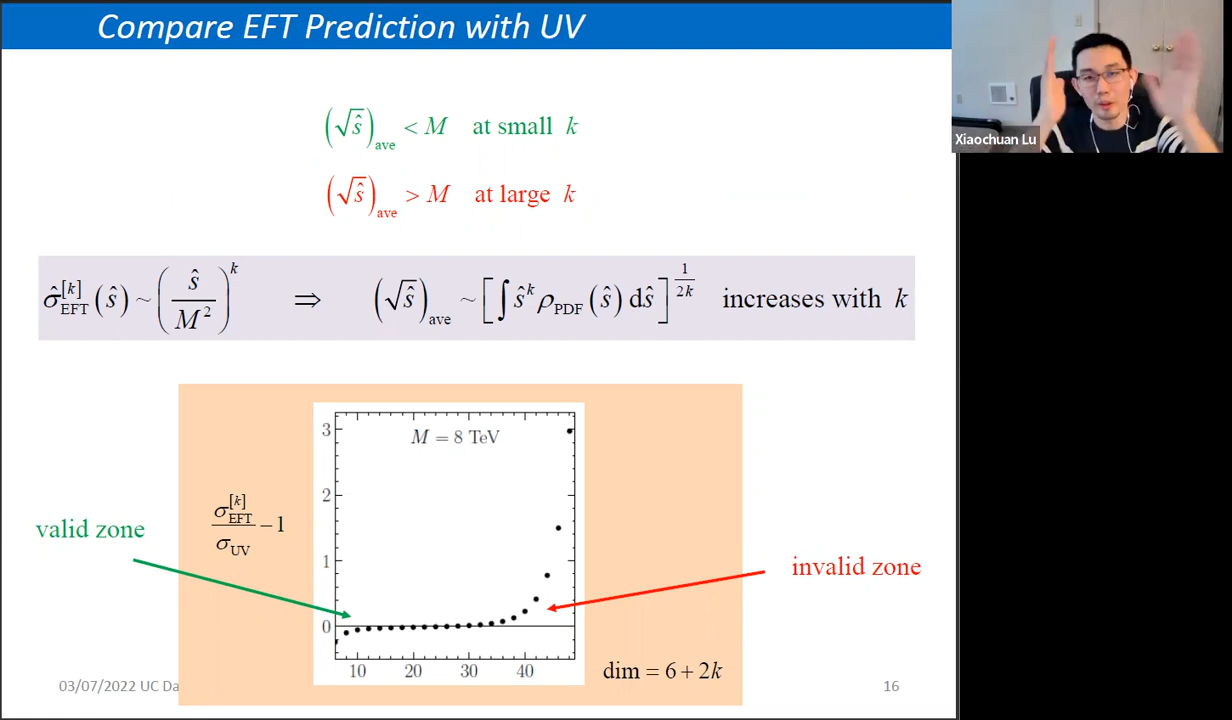 Compare EFT Prediction with UV
Xiaochuan Lu
(√ŝ)ave < M at small k
(√ŝ)ave > M at large k
σ̂[k]EFT(ŝ) ~ (ŝ/M²)^k ⇒ (√ŝ)ave ~ [∫ ŝ^k ρPDF(ŝ) dŝ]^(1/2k) increases with k
M = 8 TeV
3
2
1
0
10 20 30 40
σ[k]EFT/σUV − 1
valid zone
invalid zone
dim = 6 + 2k
03/07/2022 UC Da
16